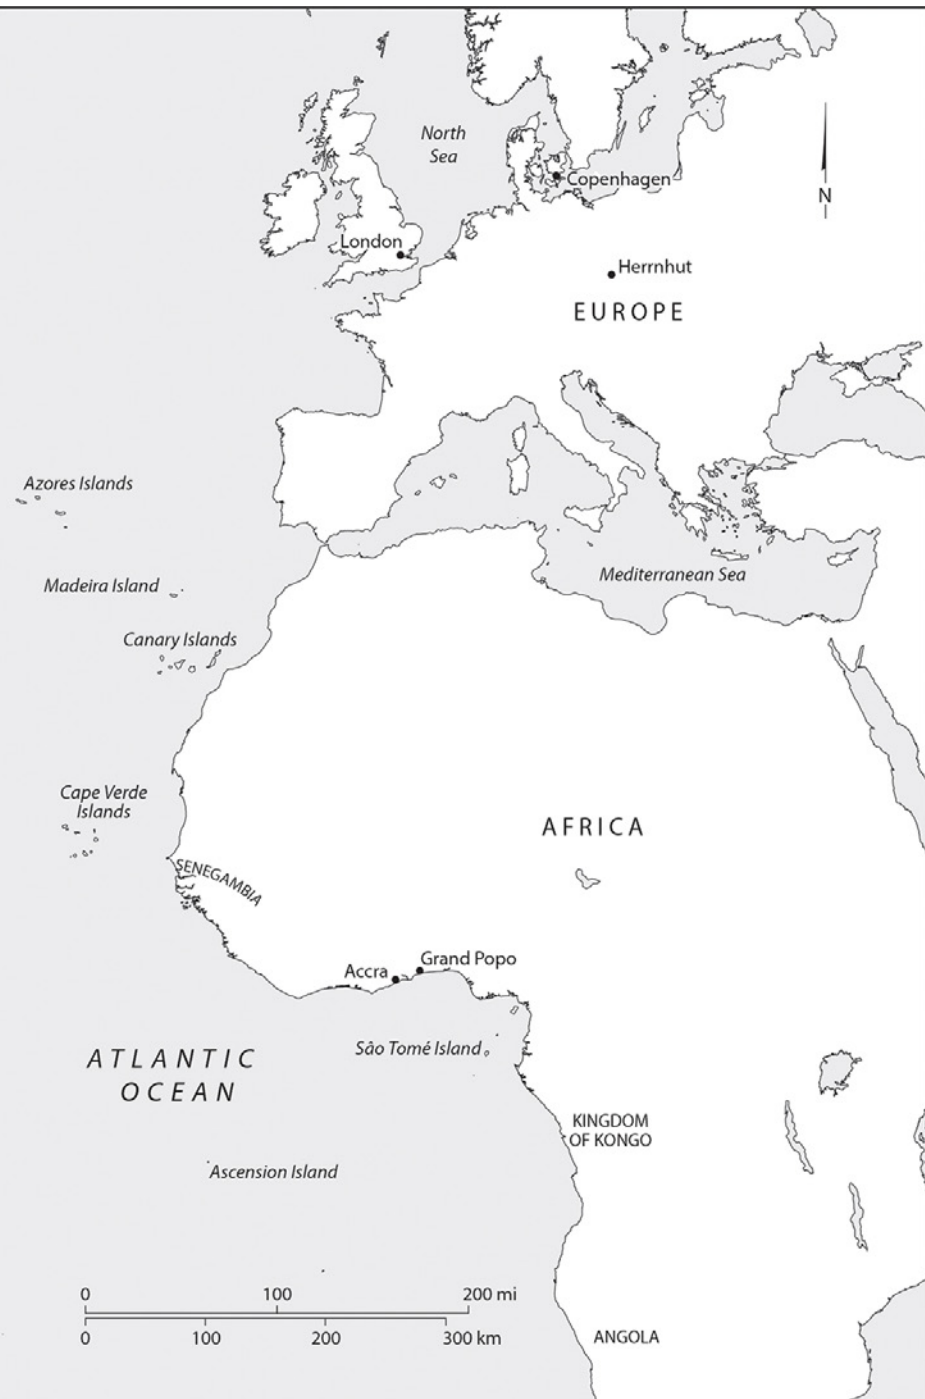 North
Sea
Copenhagen
N
London
Herrnhut
EUROPE
Azores Islands
Madeira Island
Mediterranean Sea
Canary Islands
Cape Verde
Islands
AFRICA
SENEGAMBIA
Grand Popo
Accra
ATLANTIC
OCEAN
Sâo Tomé Island
KINGDOM
OF KONGO
Ascension Island
0 100 200 mi
0 100 200 300 km
ANGOLA